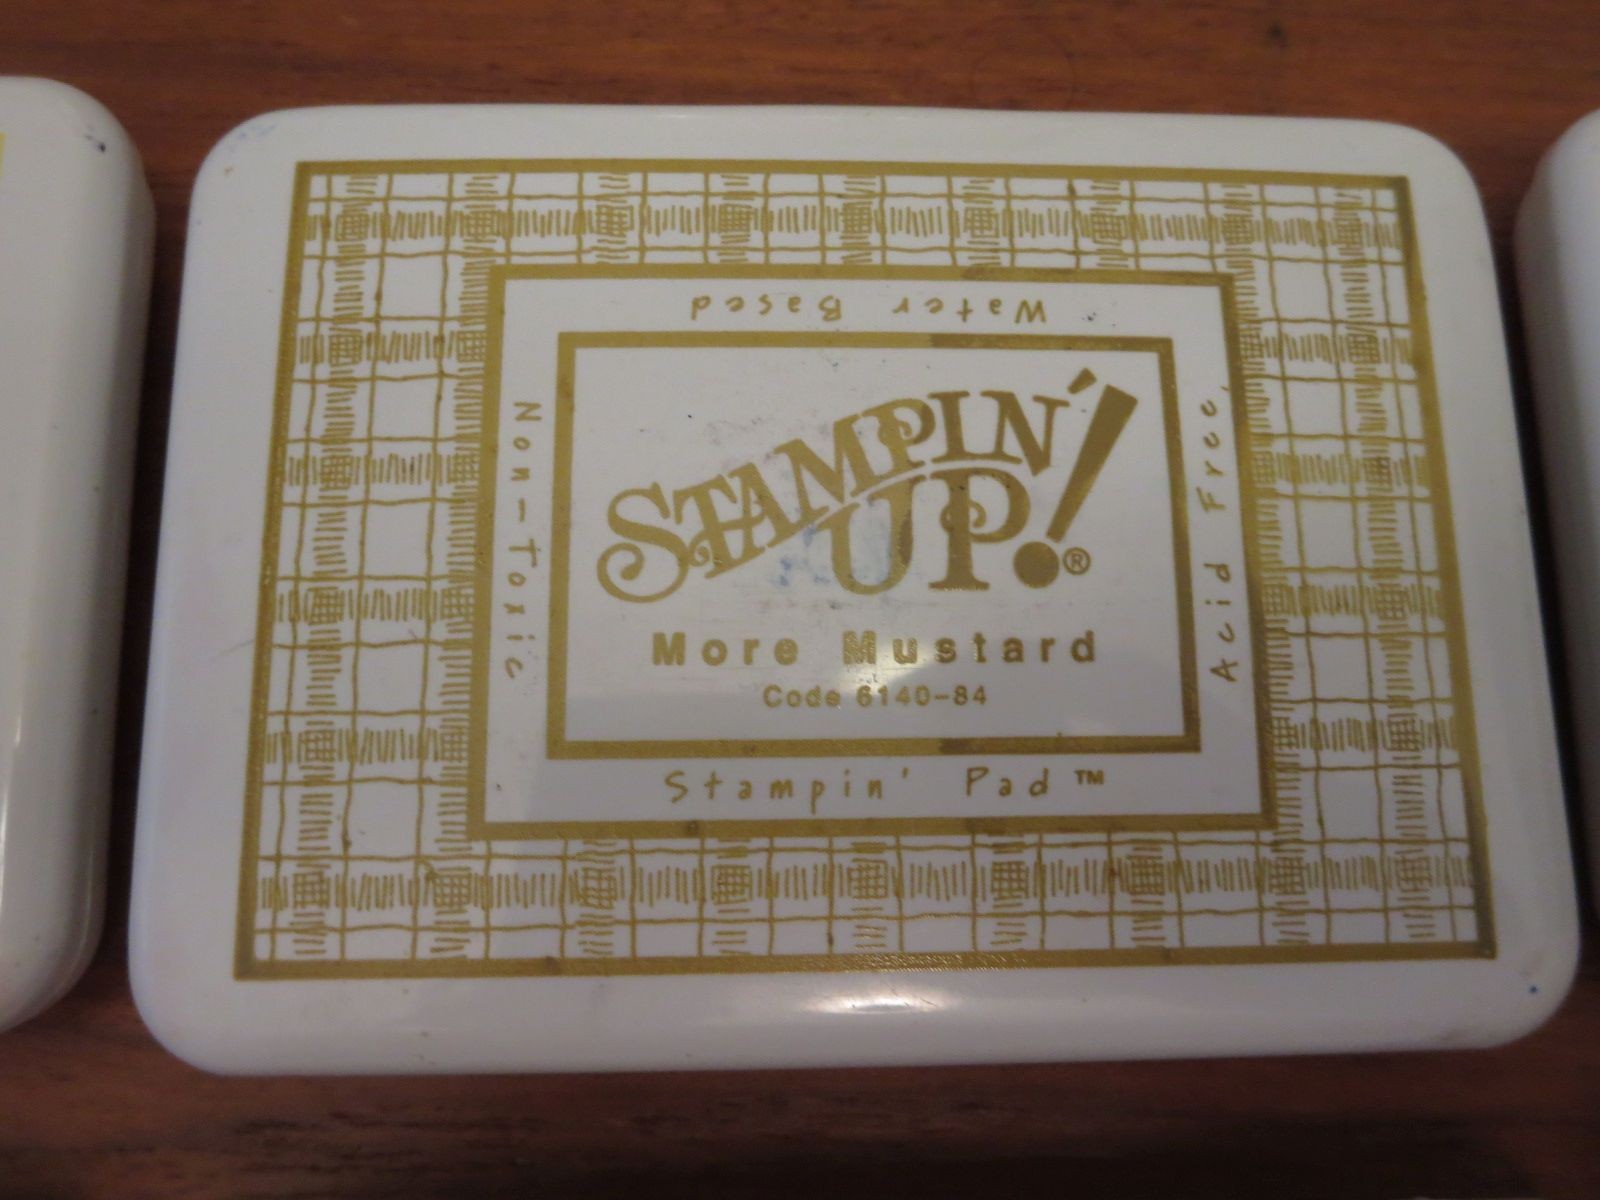 Water Based
Non-Toxic
Acid Free,
STAMPIN'
UP!®
More Mustard
Code 6140-84
Stampin' Pad™